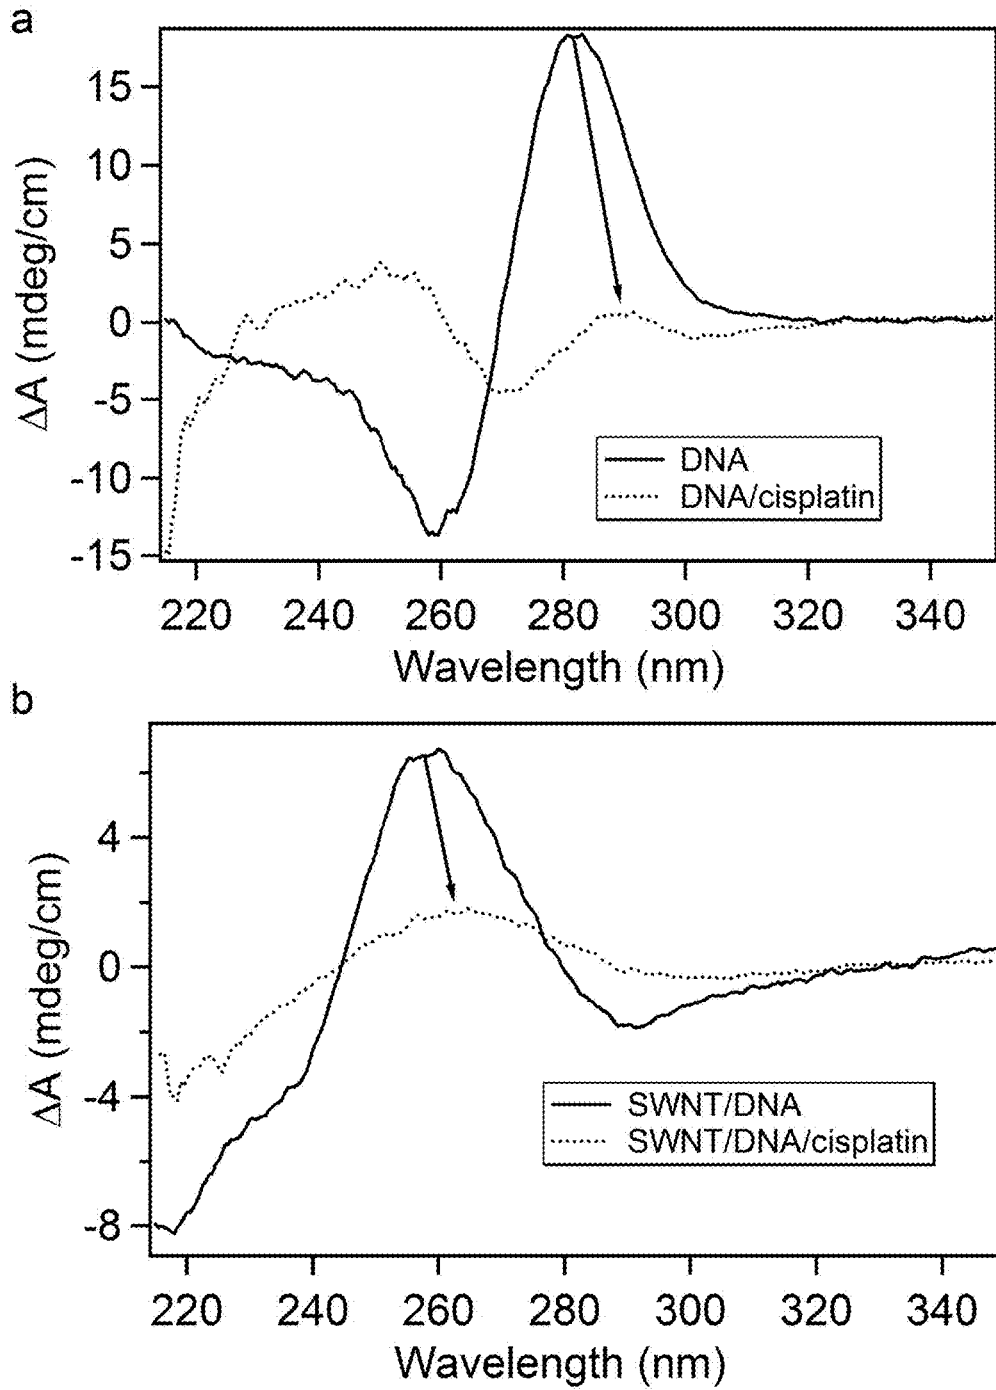 a
ΔA (mdeg/cm)
15
10
5
0
-5
-10
-15
DNA
DNA/cisplatin
220 240 260 280 300 320 340
Wavelength (nm)
b
ΔA (mdeg/cm)
4
0
-4
-8
SWNT/DNA
SWNT/DNA/cisplatin
220 240 260 280 300 320 340
Wavelength (nm)